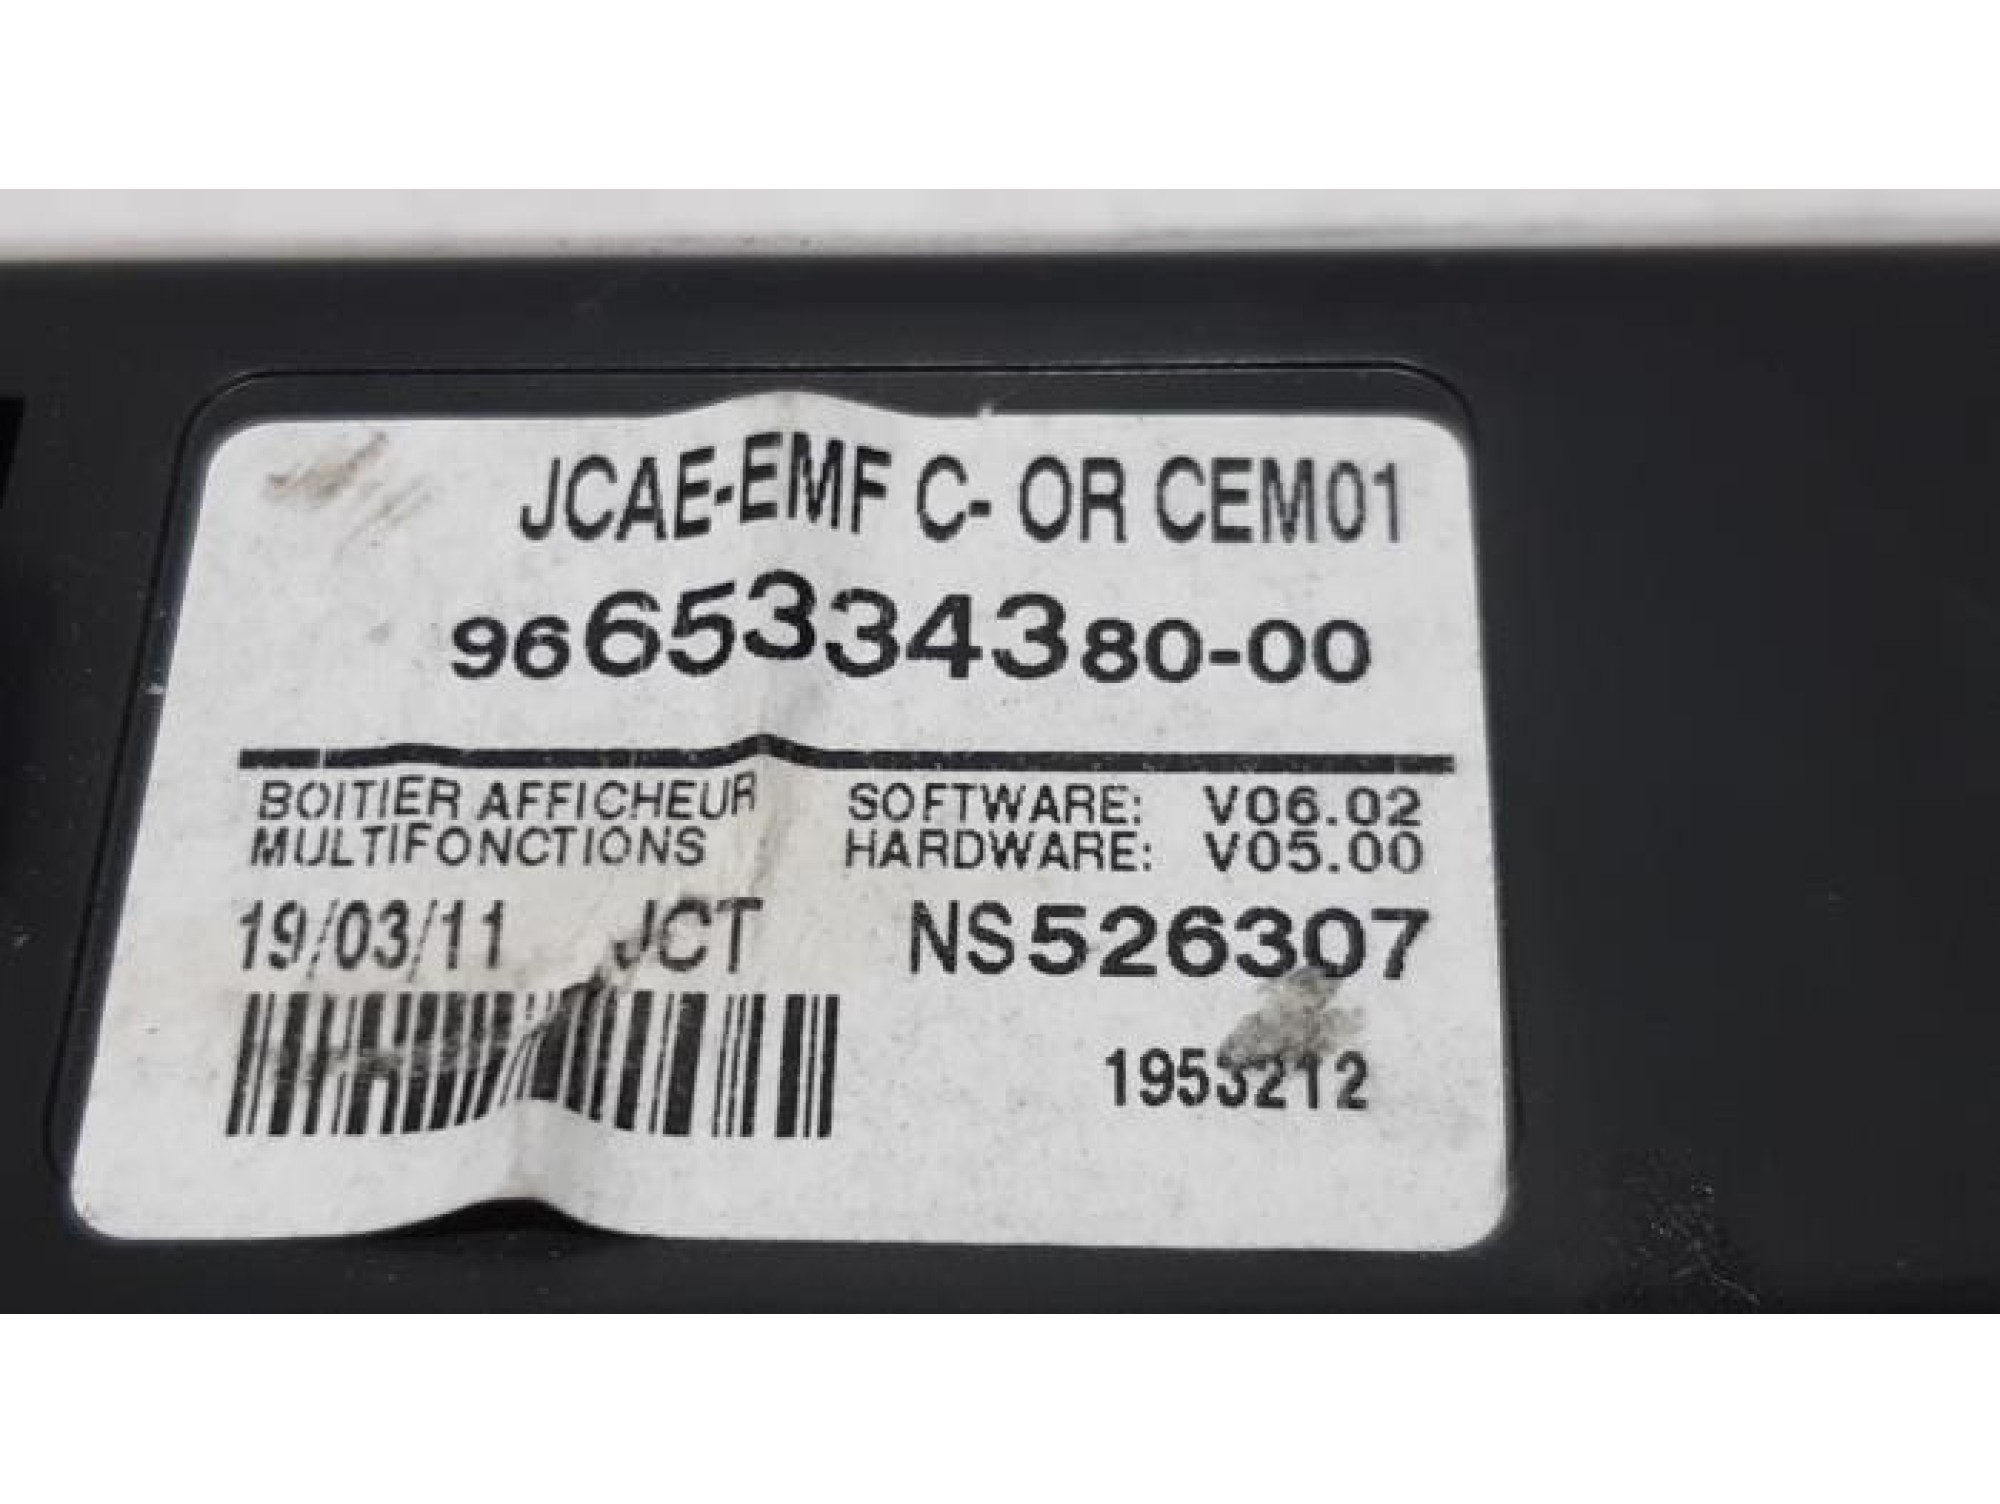 JCAE-EMF C- OR CEM01
9665334380-00
BOITIER AFFICHEUR SOFTWARE: V06.02
MULTIFONCTIONS HARDWARE: V05.00
19/03/11 JCT NS526307
1953212